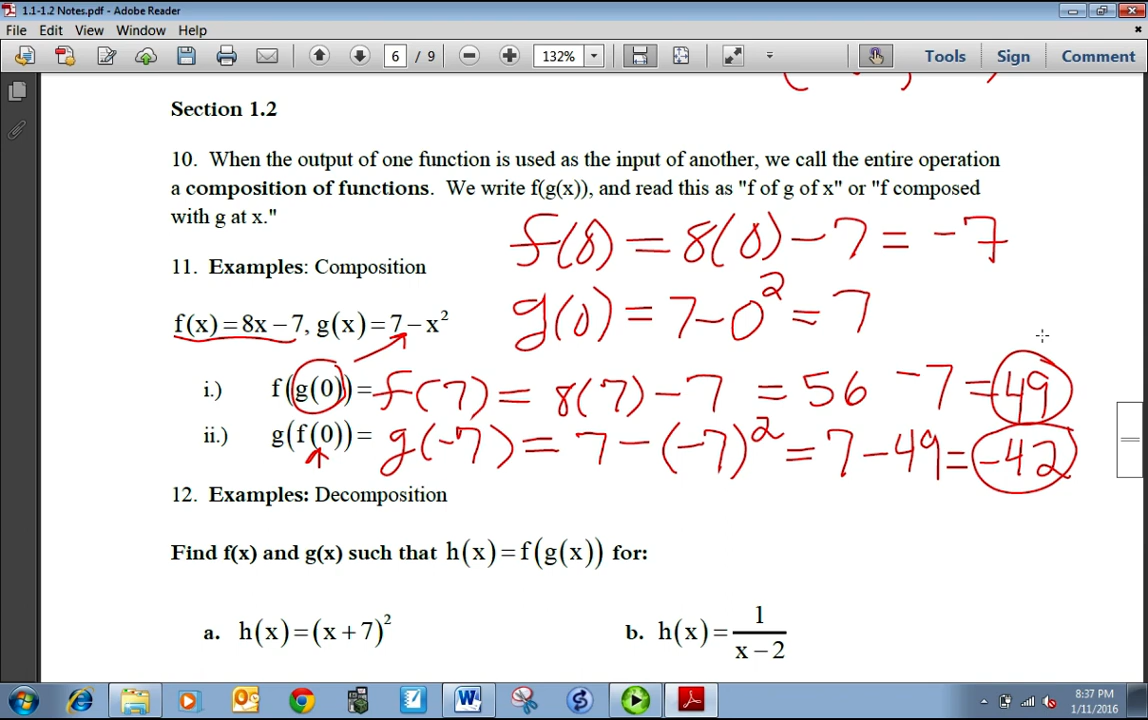 1.1-1.2 Notes.pdf - Adobe Reader
File Edit View Window Help
6 / 9 132% Tools Sign Comment
Section 1.2
10. When the output of one function is used as the input of another, we call the entire operation
a composition of functions. We write f(g(x)), and read this as "f of g of x" or "f composed
with g at x."
f(8) = 8(0) - 7 = -7
11. Examples: Composition
g(0) = 7 - 0² = 7
f(x) = 8x - 7, g(x) = 7 - x²
i.) f(g(0)) = f(7) = 8(7) - 7 = 56 - 7 = 49
ii.) g(f(0)) = g(-7) = 7 - (-7)² = 7 - 49 = -42
12. Examples: Decomposition
Find f(x) and g(x) such that h(x) = f(g(x)) for:
a. h(x) = (x + 7)² b. h(x) = 1/(x - 2)
8:37 PM
1/11/2016